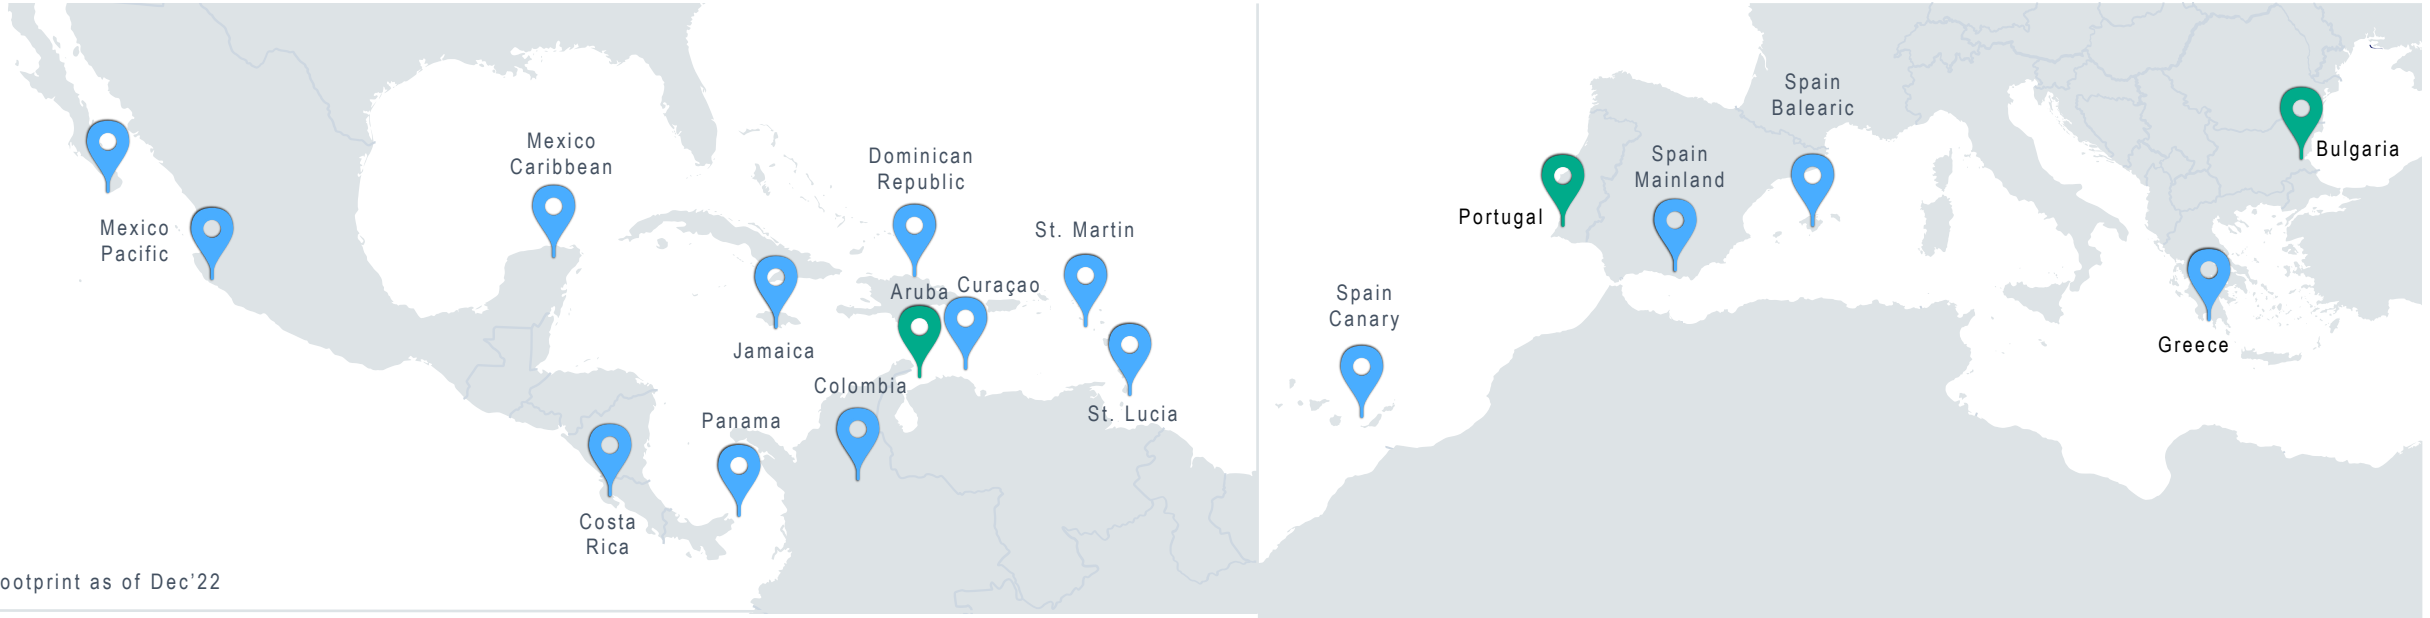 Mexico
Pacific
Mexico
Caribbean
Dominican
Republic
St. Martin
Aruba
Curaçao
Jamaica
Colombia
St. Lucia
Panama
Costa
Rica
ootprint as of Dec’22
Spain
Balearic
Spain
Mainland
Portugal
Bulgaria
Spain
Canary
Greece